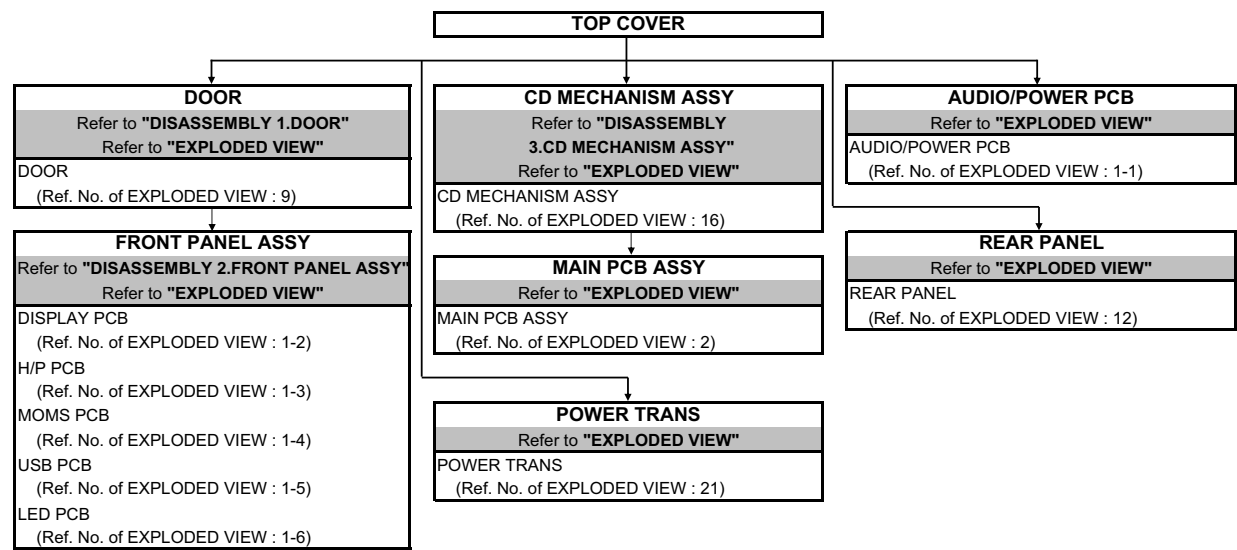 TOP COVER
DOOR
Refer to "DISASSEMBLY 1.DOOR"
Refer to "EXPLODED VIEW"
DOOR
(Ref. No. of EXPLODED VIEW : 9)
FRONT PANEL ASSY
Refer to "DISASSEMBLY 2.FRONT PANEL ASSY"
Refer to "EXPLODED VIEW"
DISPLAY PCB
(Ref. No. of EXPLODED VIEW : 1-2)
H/P PCB
(Ref. No. of EXPLODED VIEW : 1-3)
MOMS PCB
(Ref. No. of EXPLODED VIEW : 1-4)
USB PCB
(Ref. No. of EXPLODED VIEW : 1-5)
LED PCB
(Ref. No. of EXPLODED VIEW : 1-6)
CD MECHANISM ASSY
Refer to "DISASSEMBLY
3.CD MECHANISM ASSY"
Refer to "EXPLODED VIEW"
CD MECHANISM ASSY
(Ref. No. of EXPLODED VIEW : 16)
MAIN PCB ASSY
Refer to "EXPLODED VIEW"
MAIN PCB ASSY
(Ref. No. of EXPLODED VIEW : 2)
POWER TRANS
Refer to "EXPLODED VIEW"
POWER TRANS
(Ref. No. of EXPLODED VIEW : 21)
AUDIO/POWER PCB
Refer to "EXPLODED VIEW"
AUDIO/POWER PCB
(Ref. No. of EXPLODED VIEW : 1-1)
REAR PANEL
Refer to "EXPLODED VIEW"
REAR PANEL
(Ref. No. of EXPLODED VIEW : 12)